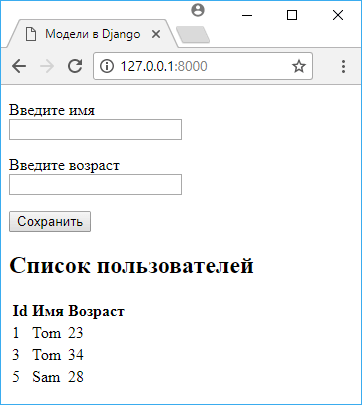 Модели в Django
127.0.0.1:8000
Введите имя
Введите возраст
Сохранить
Список пользователей
Id Имя Возраст
1 Tom 23
3 Tom 34
5 Sam 28